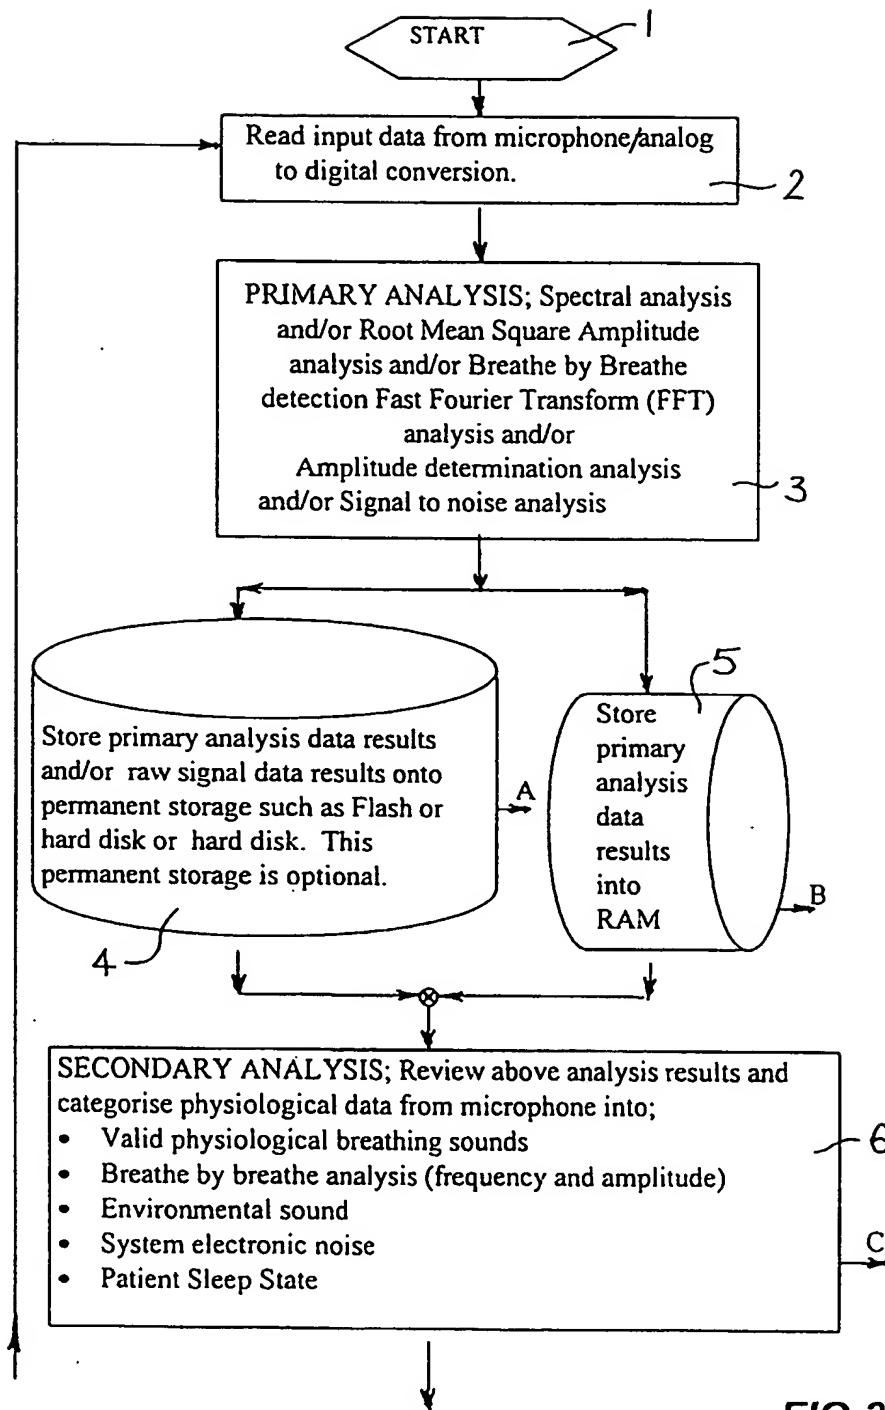 START
1
Read input data from microphone/analog
to digital conversion.
2
PRIMARY ANALYSIS; Spectral analysis
and/or Root Mean Square Amplitude
analysis and/or Breathe by Breathe
detection Fast Fourier Transform (FFT)
analysis and/or
Amplitude determination analysis
and/or Signal to noise analysis
3
Store primary analysis data results
and/or raw signal data results onto
permanent storage such as Flash or
hard disk or hard disk. This
permanent storage is optional.
A
4
5
Store
primary
analysis
data
results
into
RAM
B
SECONDARY ANALYSIS; Review above analysis results and
categorise physiological data from microphone into;
• Valid physiological breathing sounds
• Breathe by breathe analysis (frequency and amplitude)
• Environmental sound
• System electronic noise
• Patient Sleep State
6
C